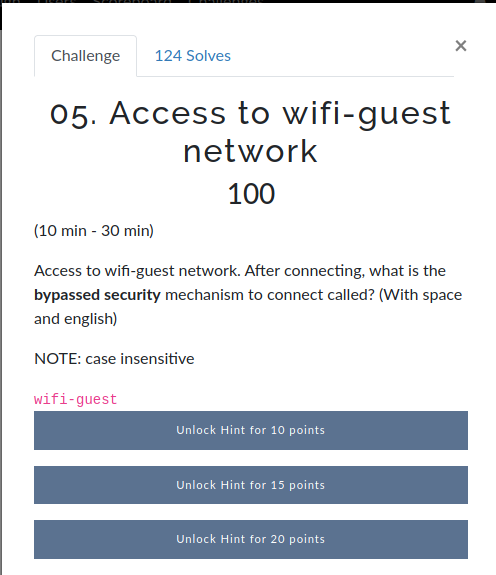 Challenge
124 Solves
×
05. Access to wifi-guest
network
100
(10 min - 30 min)
Access to wifi-guest network. After connecting, what is the
bypassed security mechanism to connect called? (With space
and english)
NOTE: case insensitive
wifi-guest
Unlock Hint for 10 points
Unlock Hint for 15 points
Unlock Hint for 20 points